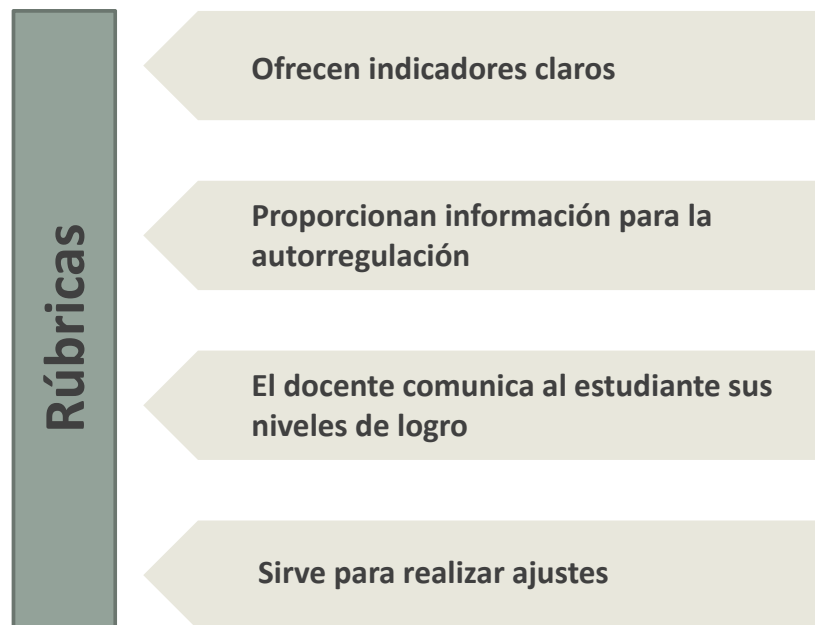 Rúbricas
Ofrecen indicadores claros
Proporcionan información para la
autorregulación
El docente comunica al estudiante sus
niveles de logro
Sirve para realizar ajustes